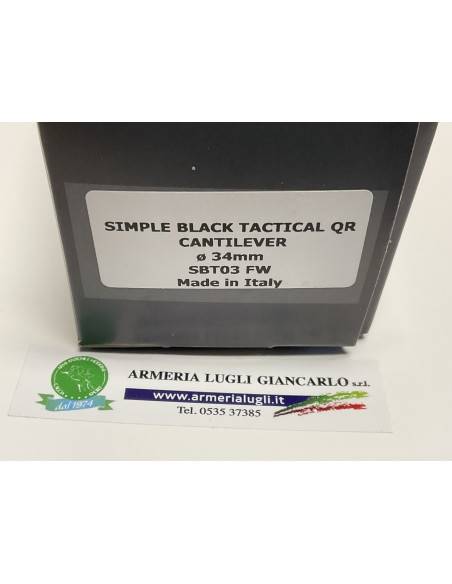 SIMPLE BLACK TACTICAL QR
CANTILEVER
ø 34mm
SBT03 FW
Made in Italy
ARMERIA LUGLI GIANCARLO s.r.l.
www.armerialugli.it
Tel. 0535 37385
dal 1974